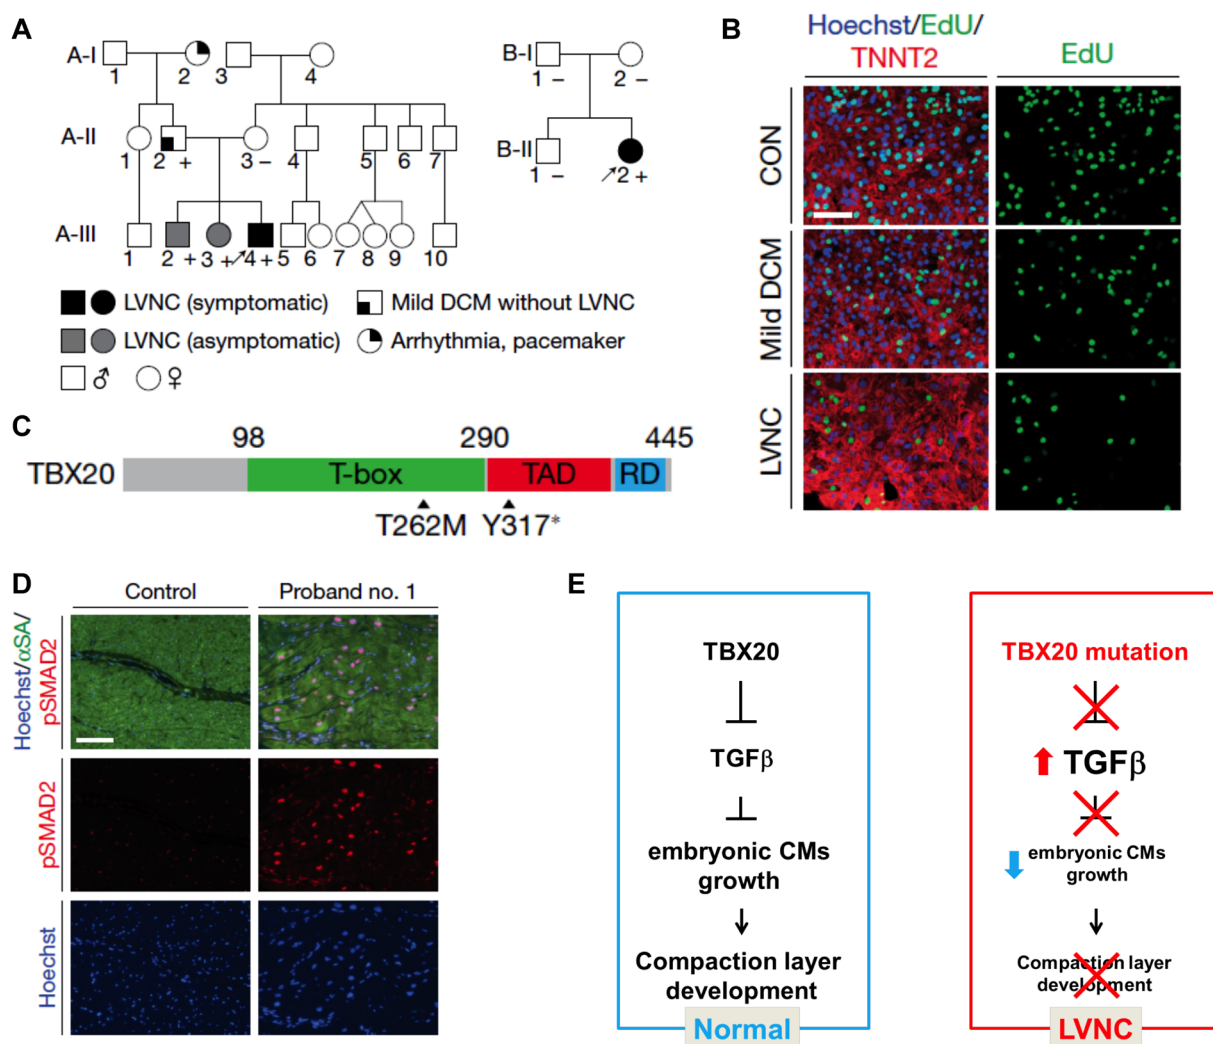 A
A-I
1
2
3
4
A-II
1
2 +
3 −
4
5
6
7
A-III
1
2 +
3 +
4 +
5
6
7
8
9
10
B-I
1 −
2 −
B-II
1 −
2 +
LVNC (symptomatic)
Mild DCM without LVNC
LVNC (asymptomatic)
Arrhythmia, pacemaker
♂
♀
B
Hoechst/EdU/
TNNT2
EdU
CON
Mild DCM
LVNC
C
98
290
445
TBX20
T-box
TAD
RD
T262M
Y317*
D
Control
Proband no. 1
Hoechst/αSA/
pSMAD2
pSMAD2
Hoechst
E
TBX20
TGFβ
embryonic CMs
growth
Compaction layer
development
Normal
TBX20 mutation
TGFβ
embryonic CMs
growth
Compaction layer
development
LVNC